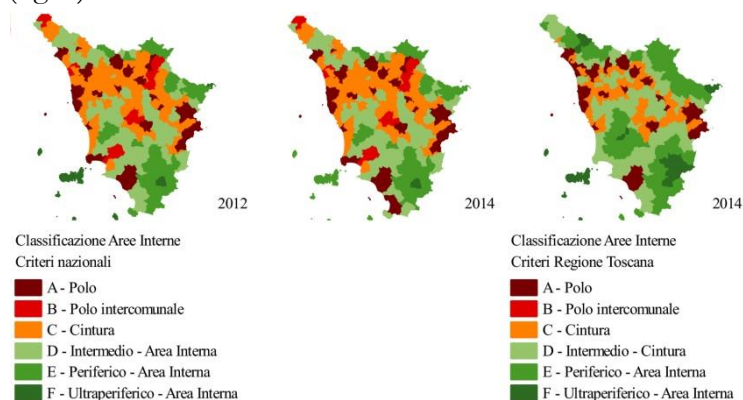 2012
2014
2014
Classificazione Aree Interne
Criteri nazionali
A - Polo
B - Polo intercomunale
C - Cintura
D - Intermedio - Area Interna
E - Periferico - Area Interna
F - Ultraperiferico - Area Interna
Classificazione Aree Interne
Criteri Regione Toscana
A - Polo
B - Polo intercomunale
C - Cintura
D - Intermedio - Cintura
E - Periferico - Area Interna
F - Ultraperiferico - Area Interna